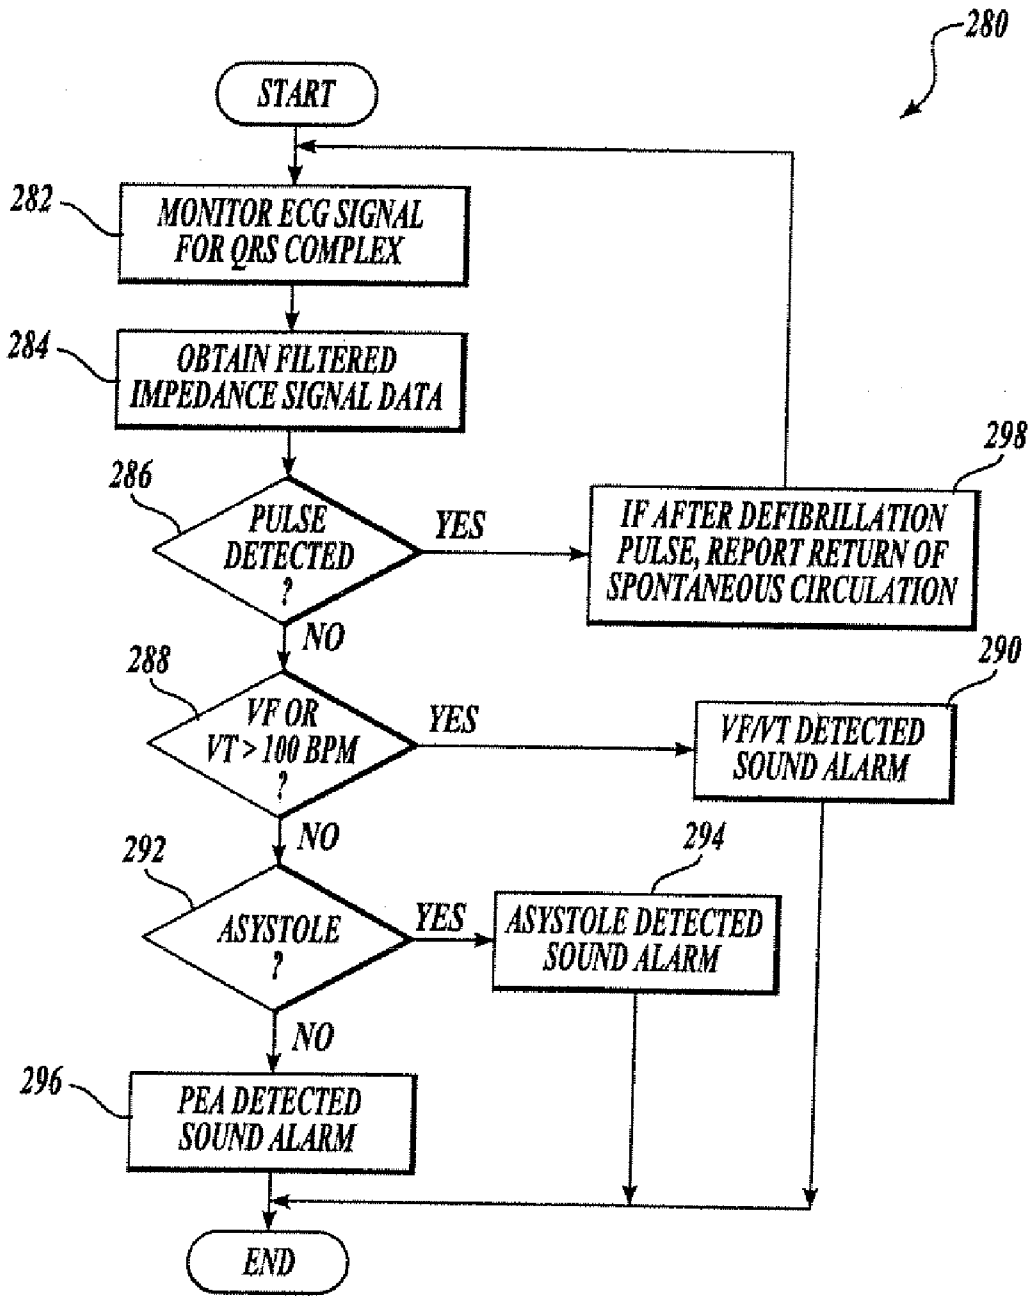 280
START
282
MONITOR ECG SIGNAL
FOR QRS COMPLEX
284
OBTAIN FILTERED
IMPEDANCE SIGNAL DATA
286
PULSE
DETECTED
?
YES
298
IF AFTER DEFIBRILLATION
PULSE, REPORT RETURN OF
SPONTANEOUS CIRCULATION
NO
288
VF OR
VT > 100 BPM
?
YES
290
VF/VT DETECTED
SOUND ALARM
NO
292
ASYSTOLE
?
YES
294
ASYSTOLE DETECTED
SOUND ALARM
NO
296
PEA DETECTED
SOUND ALARM
END